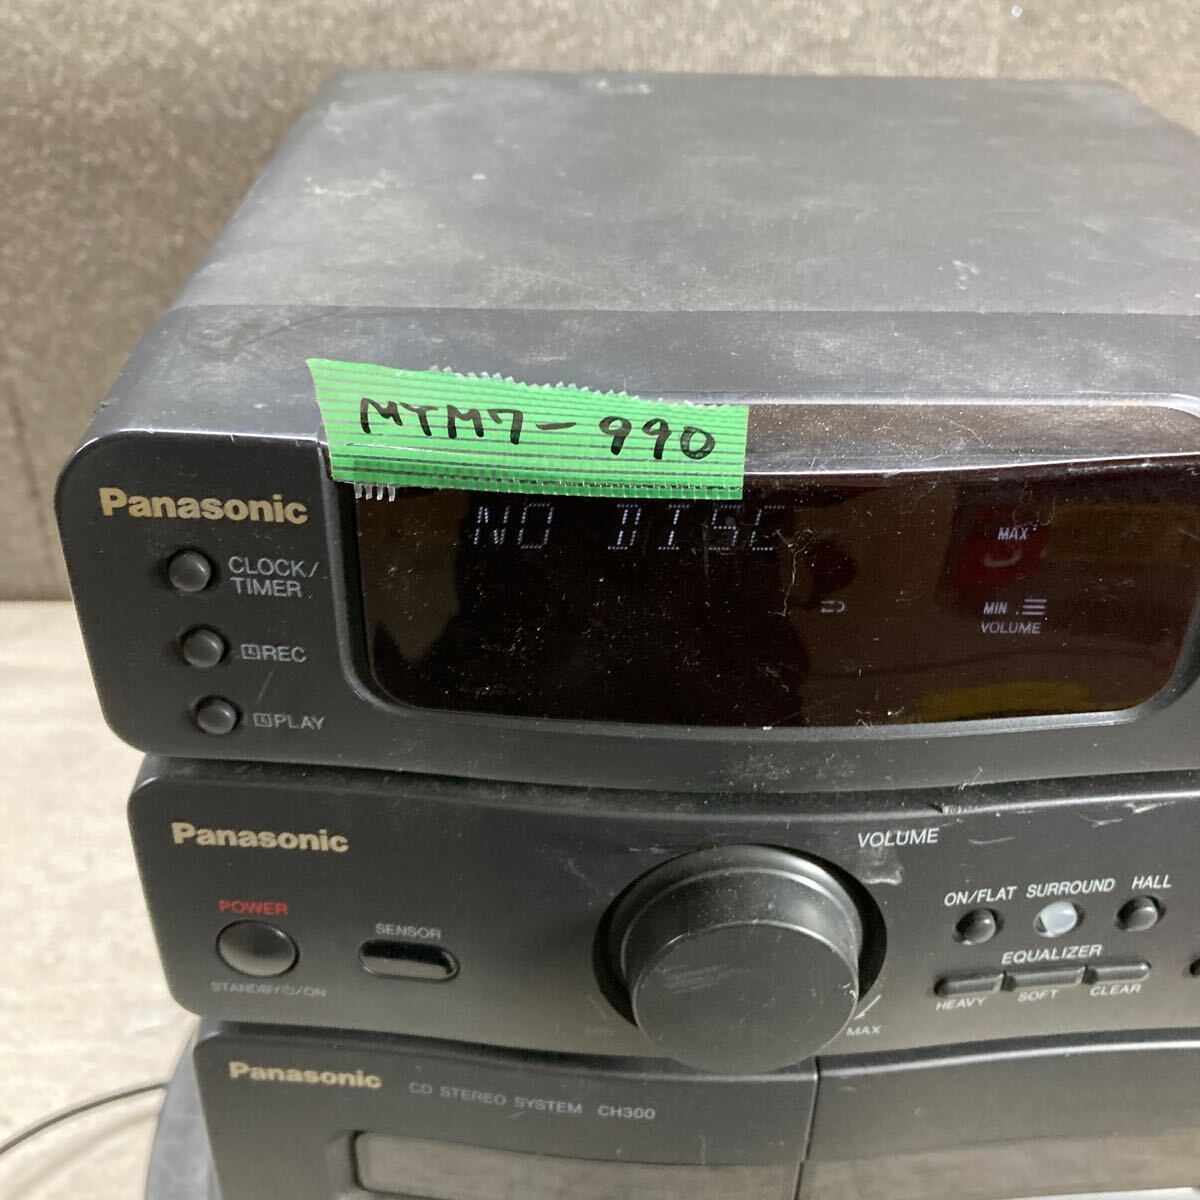 MTM7-990
Panasonic
NO DISC
MAX
CLOCK/
TIMER
MIN
VOLUME
REC
PLAY
Panasonic
VOLUME
POWER
SENSOR
STANDBY⏻/ON
ON/FLAT SURROUND HALL
EQUALIZER
HEAVY SOFT CLEAR
MAX
Panasonic CD STEREO SYSTEM CH300